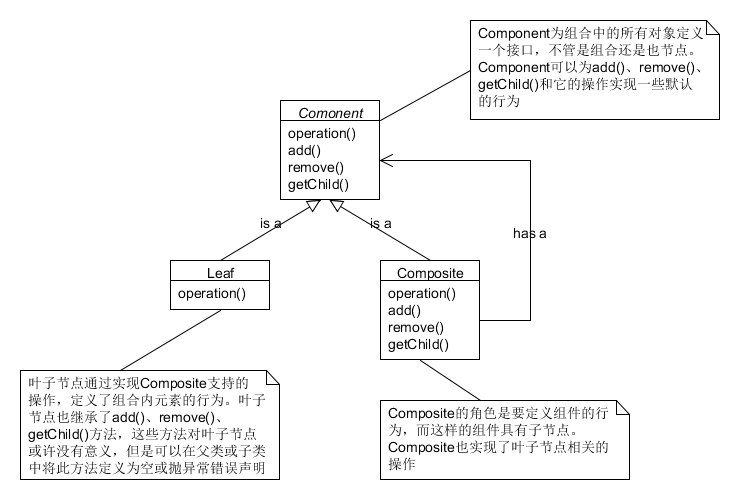 Component为组合中的所有对象定义
一个接口，不管是组合还是也节点。
Component可以为add()、remove()、
getChild()和它的操作实现一些默认
的行为
Comonent
operation()
add()
remove()
getChild()
is a
is a
has a
Leaf
operation()
Composite
operation()
add()
remove()
getChild()
叶子节点通过实现Composite支持的
操作，定义了组合内元素的行为。叶子
节点也继承了add()、remove()、
getChild()方法，这些方法对叶子节点
或许没有意义，但是可以在父类或子类
中将此方法定义为空或抛异常错误声明
Composite的角色是要定义组件的行
为，而这样的组件具有子节点。
Composite也实现了叶子节点相关的
操作